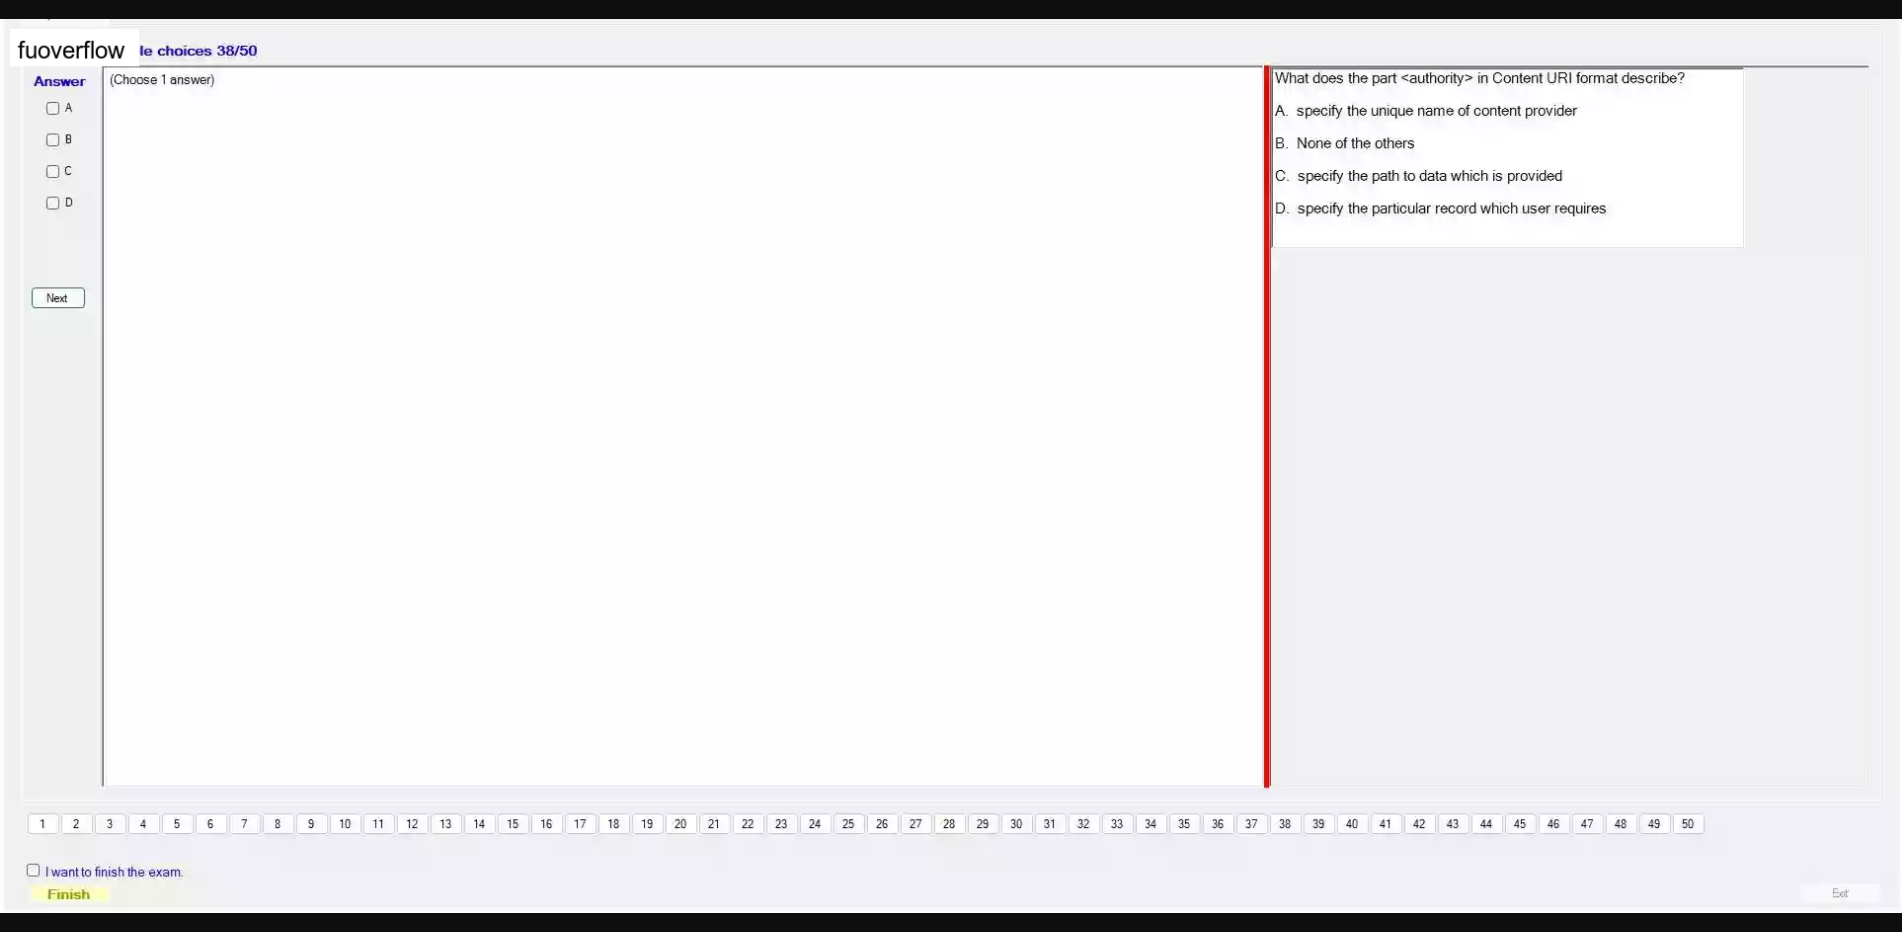 fuoverflow
le choices 38/50
Answer
A
B
C
D
Next
(Choose 1 answer)
What does the part <authority> in Content URI format describe?
A. specify the unique name of content provider
B. None of the others
C. specify the path to data which is provided
D. specify the particular record which user requires
1 2 3 4 5 6 7 8 9 10 11 12 13 14 15 16 17 18 19 20 21 22 23 24 25 26 27 28 29 30 31 32 33 34 35 36 37 38 39 40 41 42 43 44 45 46 47 48 49 50
I want to finish the exam.
Finish
Exit